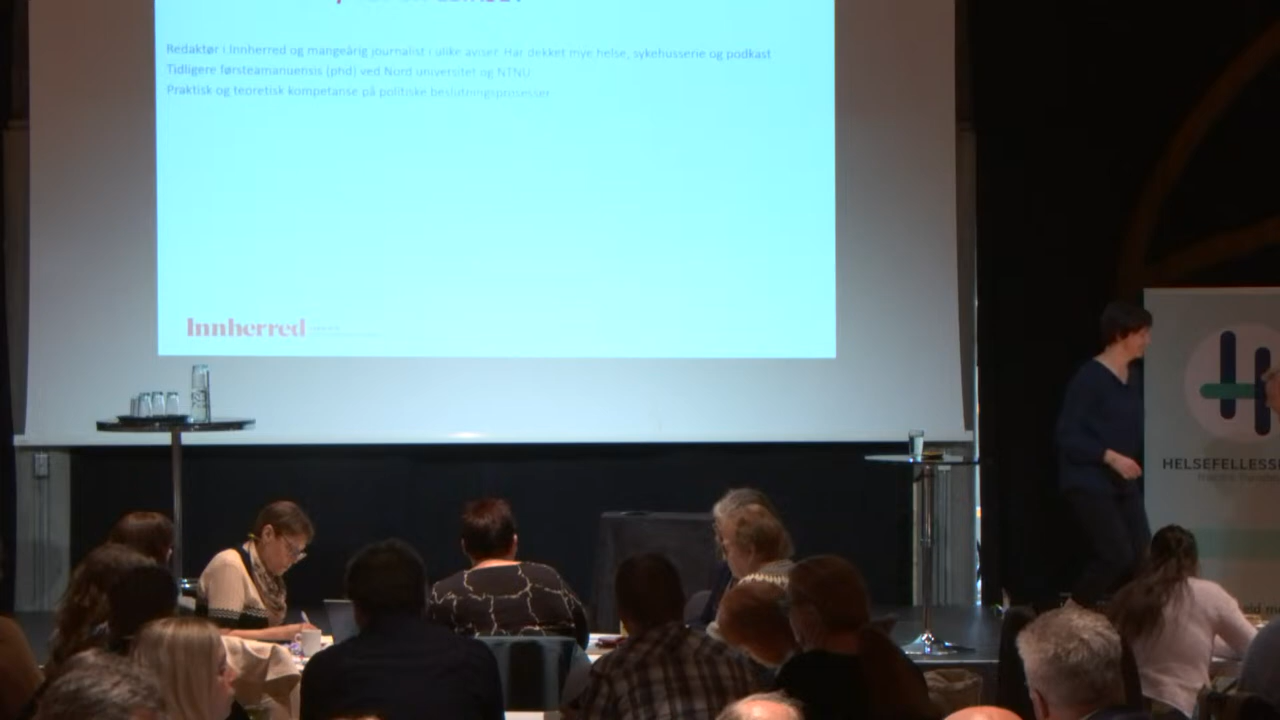 Redaktør i Innherred og mangeårig journalist i ulike aviser. Har dekket mye helse, sykehusserie og podkast
Tidligere førsteamanuensis (phd) ved Nord universitet og NTNU
Praktisk og teoretisk kompetanse på politiske beslutningsprosesser
Innherred
HELSEFELLESS